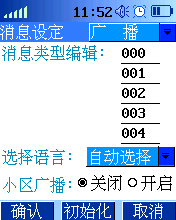 11:52
消息设定 广播
消息类型编辑: 000
001
002
003
004
选择语言: 自动选择
小区广播: 关闭 开启
确认 初始化 取消